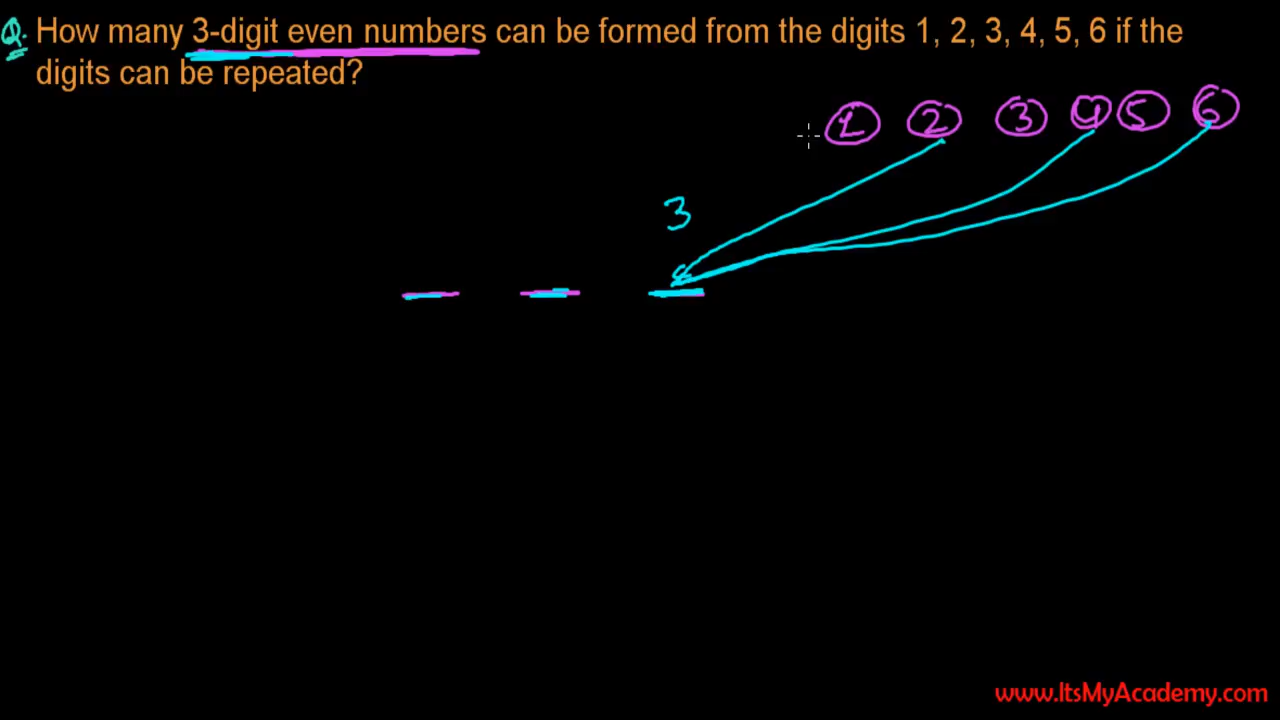 Q. How many 3-digit even numbers can be formed from the digits 1, 2, 3, 4, 5, 6 if the
digits can be repeated?
1 2 3 4 5 6
3
www.ItsMyAcademy.com